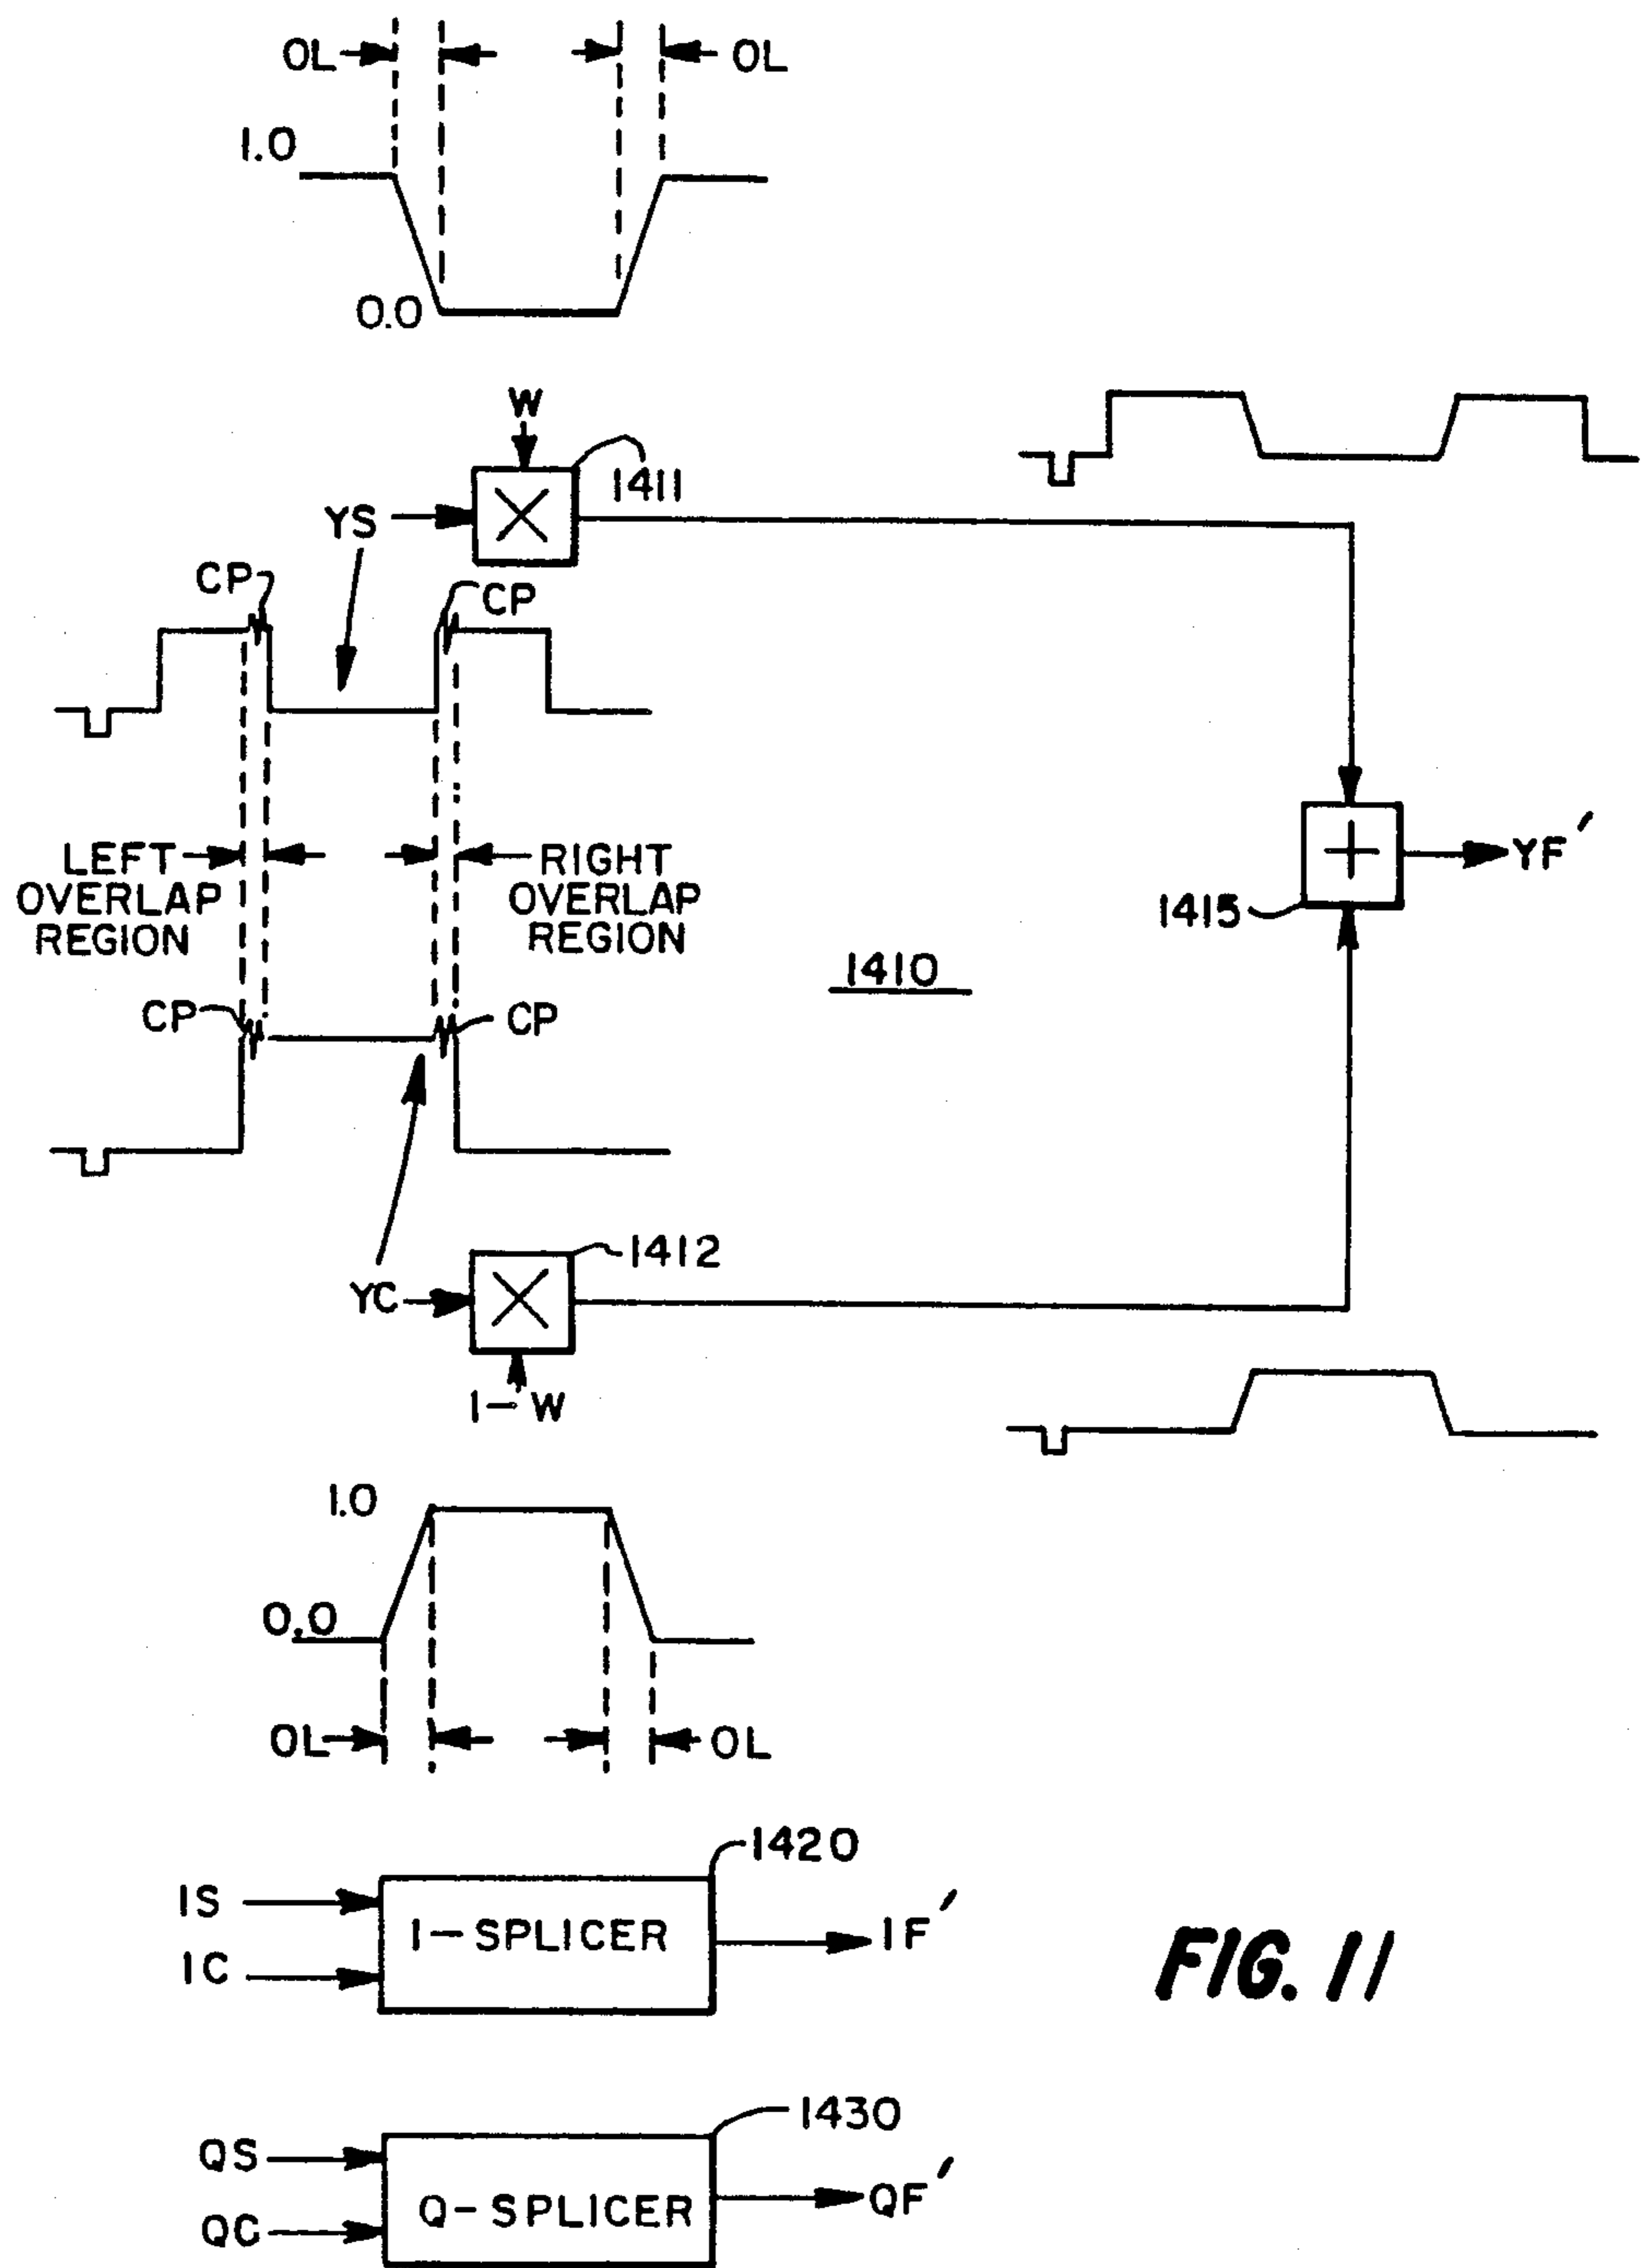 OL
OL
1.0
0.0
W
1411
YS
CP
CP
LEFT
OVERLAP
REGION
RIGHT
OVERLAP
REGION
1415
YF'
1410
CP
CP
1412
YC
1-W
1.0
0.0
OL
OL
1420
IS
IC
I-SPLICER
IF'
FIG. 11
1430
QS
QC
Q-SPLICER
QF'